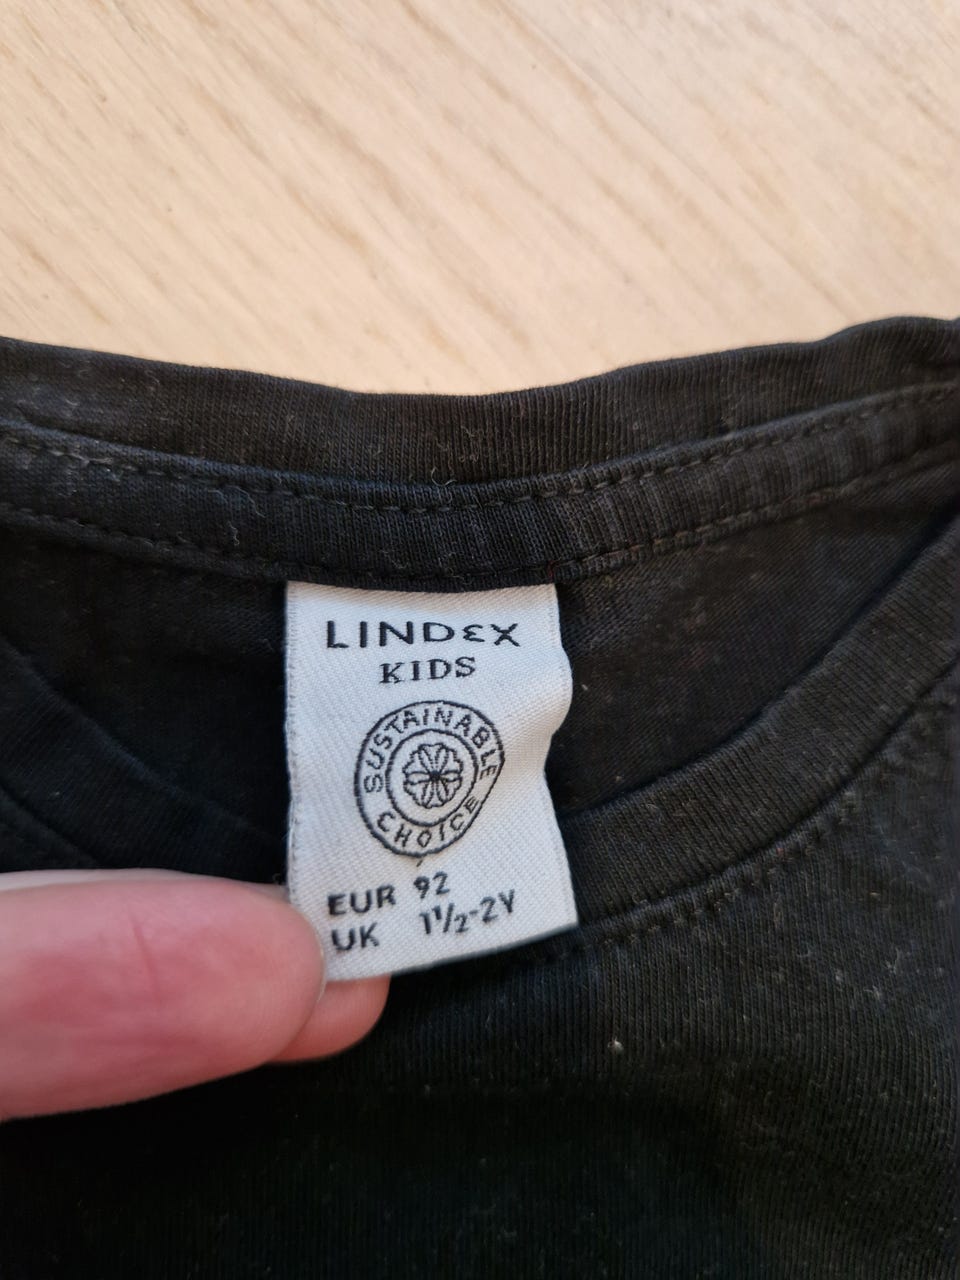 LINDEX
KIDS
SUSTAINABLE
CHOICE
EUR 92
UK 1½-2Y